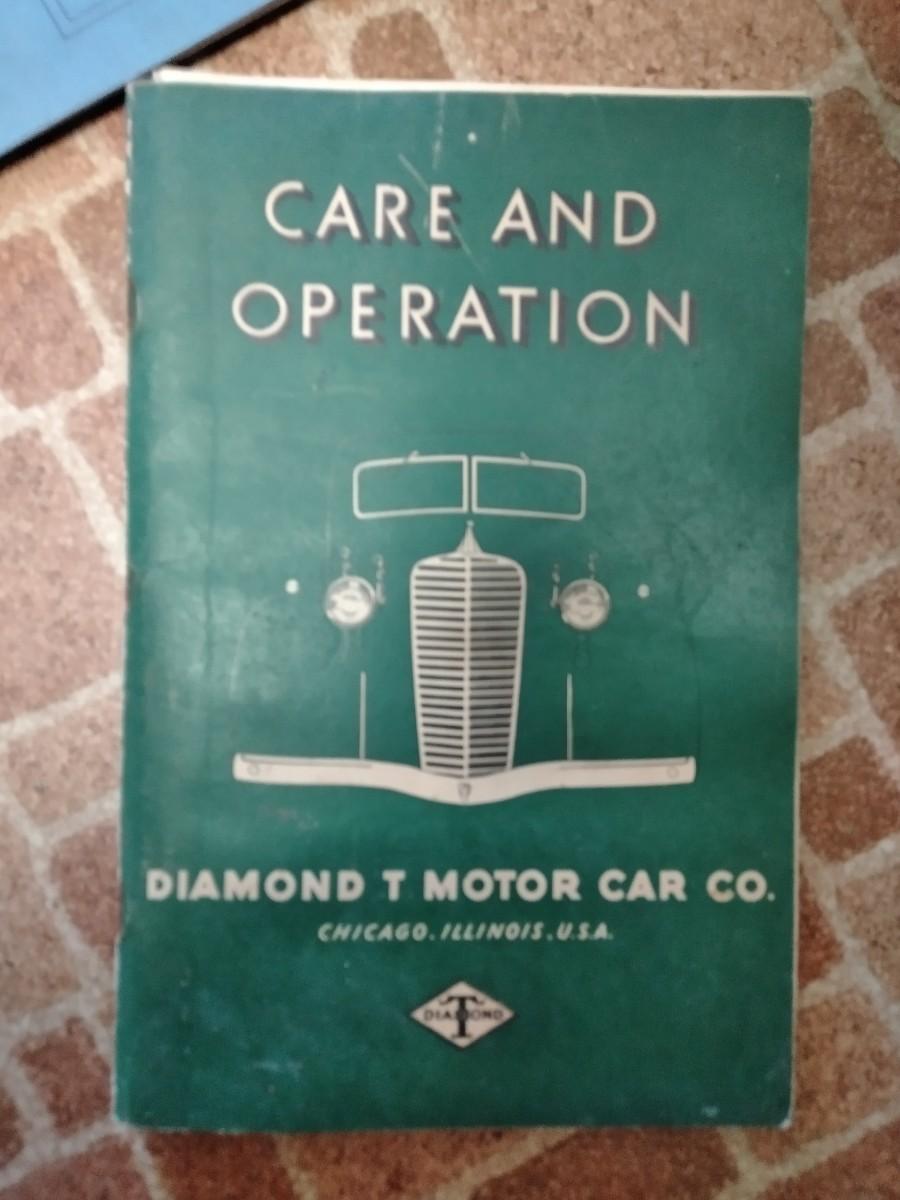 CARE AND
OPERATION
DIAMOND T MOTOR CAR CO.
CHICAGO, ILLINOIS, U.S.A.
T
DIAMOND